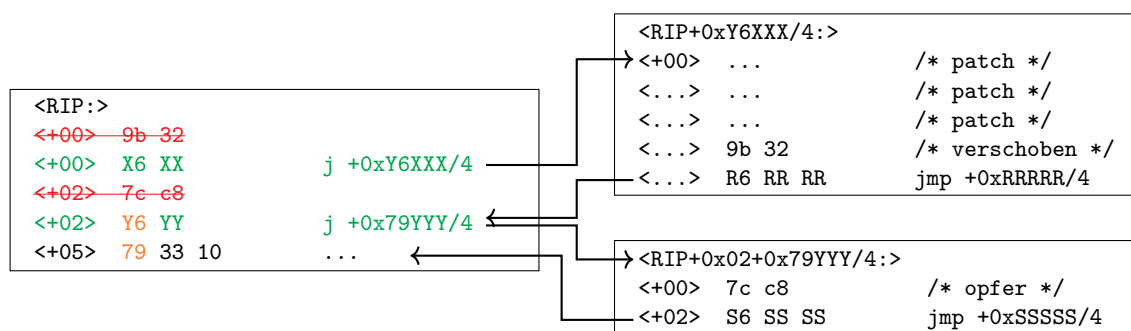 <RIP:>
<+00> 9b 32
<+00> X6 XX j +0xY6XXX/4
<+02> 7c c8
<+02> Y6 YY j +0x79YYY/4
<+05> 79 33 10 ...
<RIP+0xY6XXX/4:>
<+00> ... /* patch */
<...> ... /* patch */
<...> ... /* patch */
<...> 9b 32 /* verschoben */
<...> R6 RR RR jmp +0xRRRRR/4
<RIP+0x02+0x79YYY/4:>
<+00> 7c c8 /* opfer */
<+02> S6 SS SS jmp +0xSSSSS/4